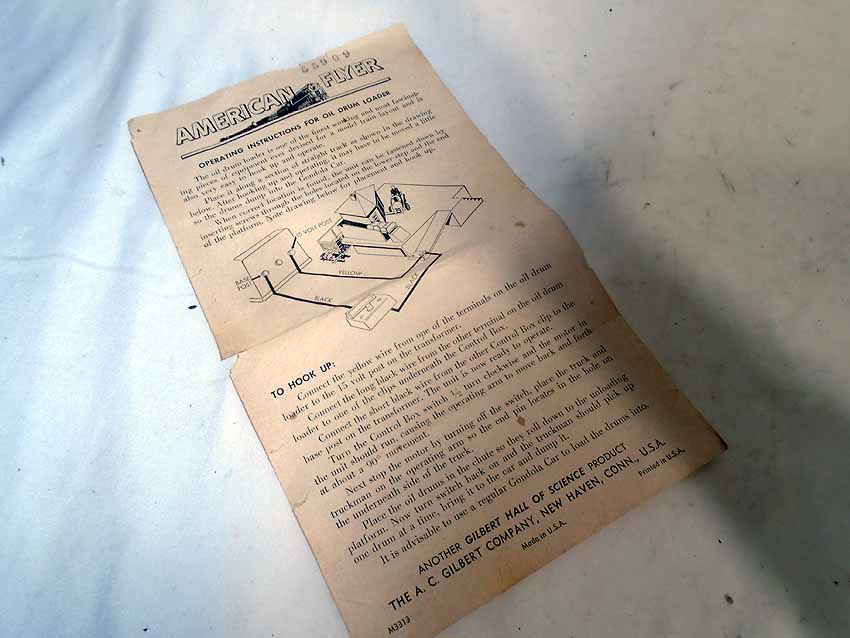 55909
AMERICAN FLYER
OPERATING INSTRUCTIONS FOR OIL DRUM LOADER
The oil drum loader is one of the finest working and most fascinat-
ing pieces of equipment ever devised for a model train layout and is
also very easy to hook up and operate.
Place it along a section of straight track as shown in the drawing
below. After hooking up and operating, it may have to be moved a little
so the drums dump into the Gondola Car.
When correct location is found, the unit can be fastened down by
inserting screws through the holes located on the lower step and the end
of the platform. Note drawing below for placement and hook up.
15 VOLT POST
BASE
POST
YELLOW
BLACK
BLACK
TO HOOK UP:
Connect the yellow wire from one of the terminals on the oil drum
loader to the 15 volt post on the transformer.
Connect the long black wire from the other terminal on the oil drum
loader to one of the clips underneath the Control Box.
Connect the short black wire from the other Control Box clip to the
base post on the transformer. The unit is now ready to operate.
Turn the Control Box switch ½ turn clockwise and the motor in
the unit should run, causing the operating arm to move back and forth
at about a 90° movement.
Next stop the motor by turning off the switch, place the truck and
truckman on the operating arm so the end pin locates in the hole on
the underneath side of the truck.
Place the oil drums in the chute so they roll down to the unloading
platform. Now turn switch back on and the truckman should pick up
one drum at a time, bring it to the car and dump it.
It is advisable to use a regular Gondola Car to load the drums into.
ANOTHER GILBERT HALL OF SCIENCE PRODUCT
THE A. C. GILBERT COMPANY, NEW HAVEN, CONN., U.S.A.
Made in U.S.A.
Printed in U.S.A.
M3313